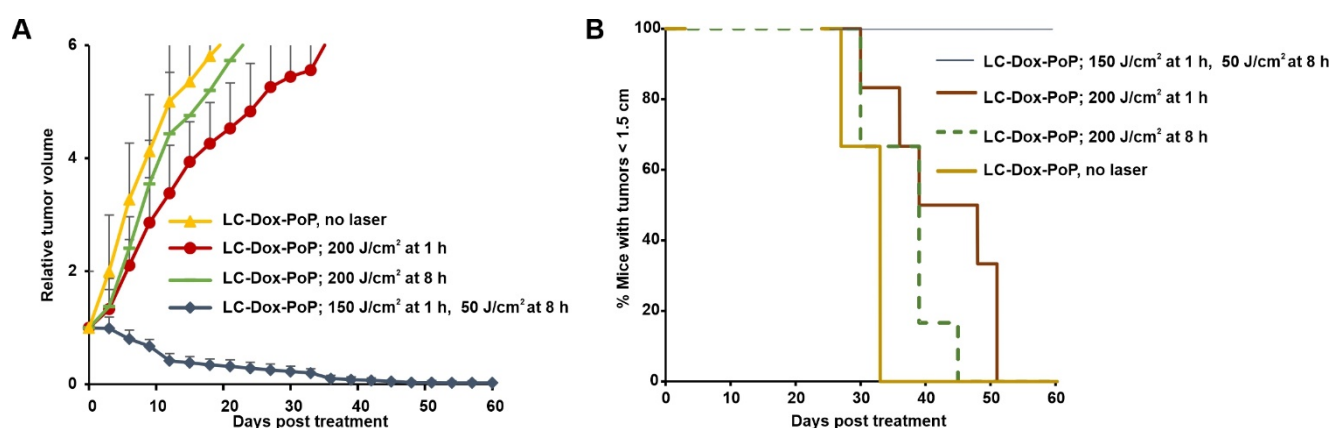 A
Relative tumor volume
6
4
2
0
LC-Dox-PoP, no laser
LC-Dox-PoP; 200 J/cm² at 1 h
LC-Dox-PoP; 200 J/cm² at 8 h
LC-Dox-PoP; 150 J/cm² at 1 h, 50 J/cm² at 8 h
0 10 20 30 40 50 60
Days post treatment
B
% Mice with tumors < 1.5 cm
100
80
60
40
20
0
LC-Dox-PoP; 150 J/cm² at 1 h, 50 J/cm² at 8 h
LC-Dox-PoP; 200 J/cm² at 1 h
LC-Dox-PoP; 200 J/cm² at 8 h
LC-Dox-PoP, no laser
0 10 20 30 40 50 60
Days post treatment